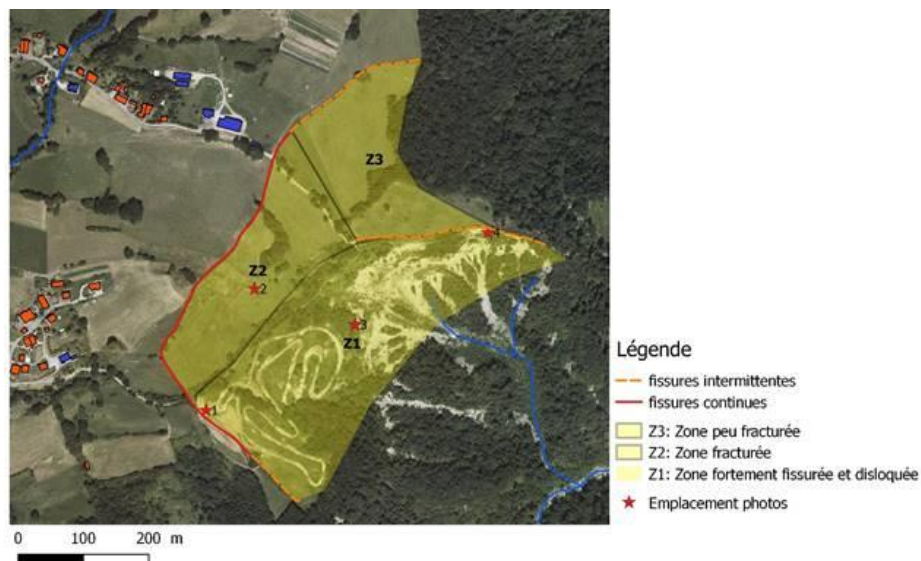 Z3
Z2
2
4
3
Z1
1
Légende
fissures intermittentes
fissures continues
Z3: Zone peu fracturée
Z2: Zone fracturée
Z1: Zone fortement fissurée et disloquée
Emplacement photos
0 100 200 m